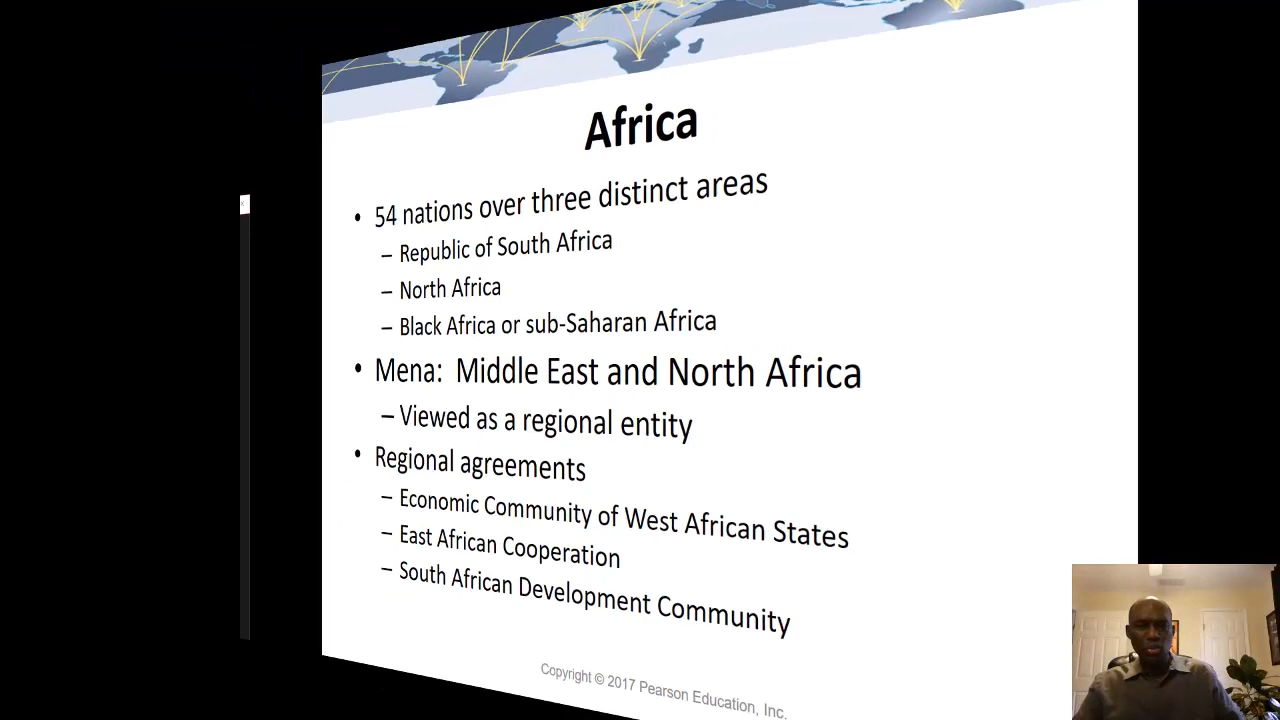 Africa
• 54 nations over three distinct areas
– Republic of South Africa
– North Africa
– Black Africa or sub-Saharan Africa
• Mena: Middle East and North Africa
– Viewed as a regional entity
• Regional agreements
– Economic Community of West African States
– East African Cooperation
– South African Development Community
Copyright © 2017 Pearson Education, Inc.